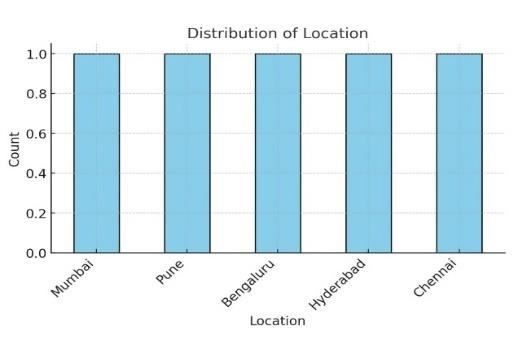 Distribution of Location
1.0
0.8
0.6
0.4
0.2
0.0
Count
Mumbai
Pune
Bengaluru
Hyderabad
Chennai
Location